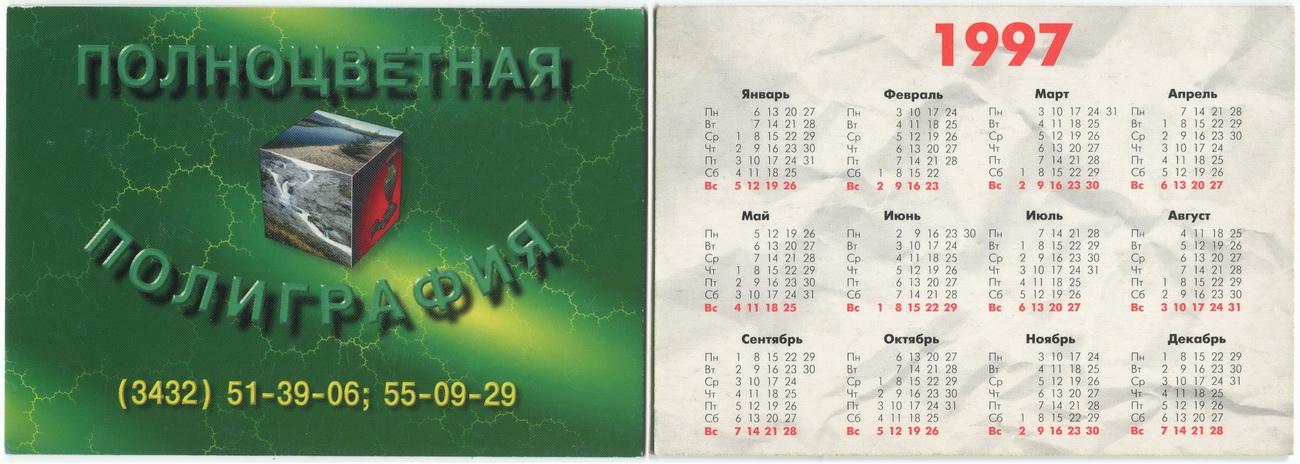 ПОЛНОЦВЕТНАЯ
ПОЛИГРАФИЯ
(3432) 51-39-06; 55-09-29
1997
Январь
Пн 6 13 20 27
Вт 7 14 21 28
Ср 1 8 15 22 29
Чт 2 9 16 23 30
Пт 3 10 17 24 31
Сб 4 11 18 25
Вс 5 12 19 26
Февраль
Пн 3 10 17 24
Вт 4 11 18 25
Ср 5 12 19 26
Чт 6 13 20 27
Пт 7 14 21 28
Сб 1 8 15 22
Вс 2 9 16 23
Март
Пн 3 10 17 24 31
Вт 4 11 18 25
Ср 5 12 19 26
Чт 6 13 20 27
Пт 7 14 21 28
Сб 1 8 15 22 29
Вс 2 9 16 23 30
Апрель
Пн 7 14 21 28
Вт 1 8 15 22 29
Ср 2 9 16 23 30
Чт 3 10 17 24
Пт 4 11 18 25
Сб 5 12 19 26
Вс 6 13 20 27
Май
Пн 5 12 19 26
Вт 6 13 20 27
Ср 7 14 21 28
Чт 1 8 15 22 29
Пт 2 9 16 23 30
Сб 3 10 17 24 31
Вс 4 11 18 25
Июнь
Пн 2 9 16 23 30
Вт 3 10 17 24
Ср 4 11 18 25
Чт 5 12 19 26
Пт 6 13 20 27
Сб 7 14 21 28
Вс 1 8 15 22 29
Июль
Пн 7 14 21 28
Вт 1 8 15 22 29
Ср 2 9 16 23 30
Чт 3 10 17 24 31
Пт 4 11 18 25
Сб 5 12 19 26
Вс 6 13 20 27
Август
Пн 4 11 18 25
Вт 5 12 19 26
Ср 6 13 20 27
Чт 7 14 21 28
Пт 1 8 15 22 29
Сб 2 9 16 23 30
Вс 3 10 17 24 31
Сентябрь
Пн 1 8 15 22 29
Вт 2 9 16 23 30
Ср 3 10 17 24
Чт 4 11 18 25
Пт 5 12 19 26
Сб 6 13 20 27
Вс 7 14 21 28
Октябрь
Пн 6 13 20 27
Вт 7 14 21 28
Ср 1 8 15 22 29
Чт 2 9 16 23 30
Пт 3 10 17 24 31
Сб 4 11 18 25
Вс 5 12 19 26
Ноябрь
Пн 3 10 17 24
Вт 4 11 18 25
Ср 5 12 19 26
Чт 6 13 20 27
Пт 7 14 21 28
Сб 1 8 15 22 29
Вс 2 9 16 23 30
Декабрь
Пн 1 8 15 22 29
Вт 2 9 16 23 30
Ср 3 10 17 24 31
Чт 4 11 18 25
Пт 5 12 19 26
Сб 6 13 20 27
Вс 7 14 21 28